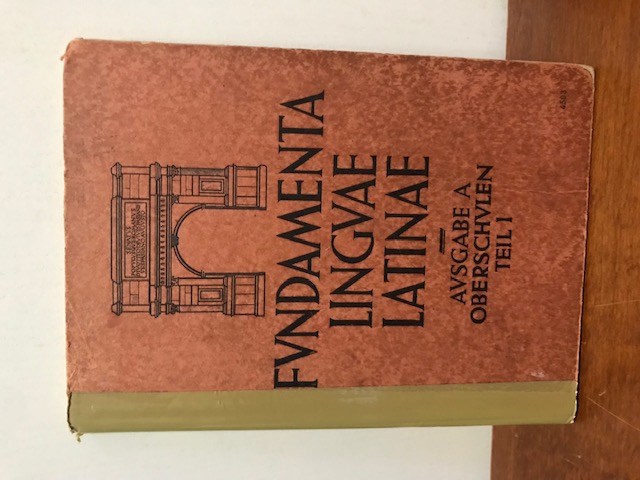 FVNDAMENTA
LINGVAE
LATINAE
AVSGABE A
OBERSCHVLEN
TEIL I